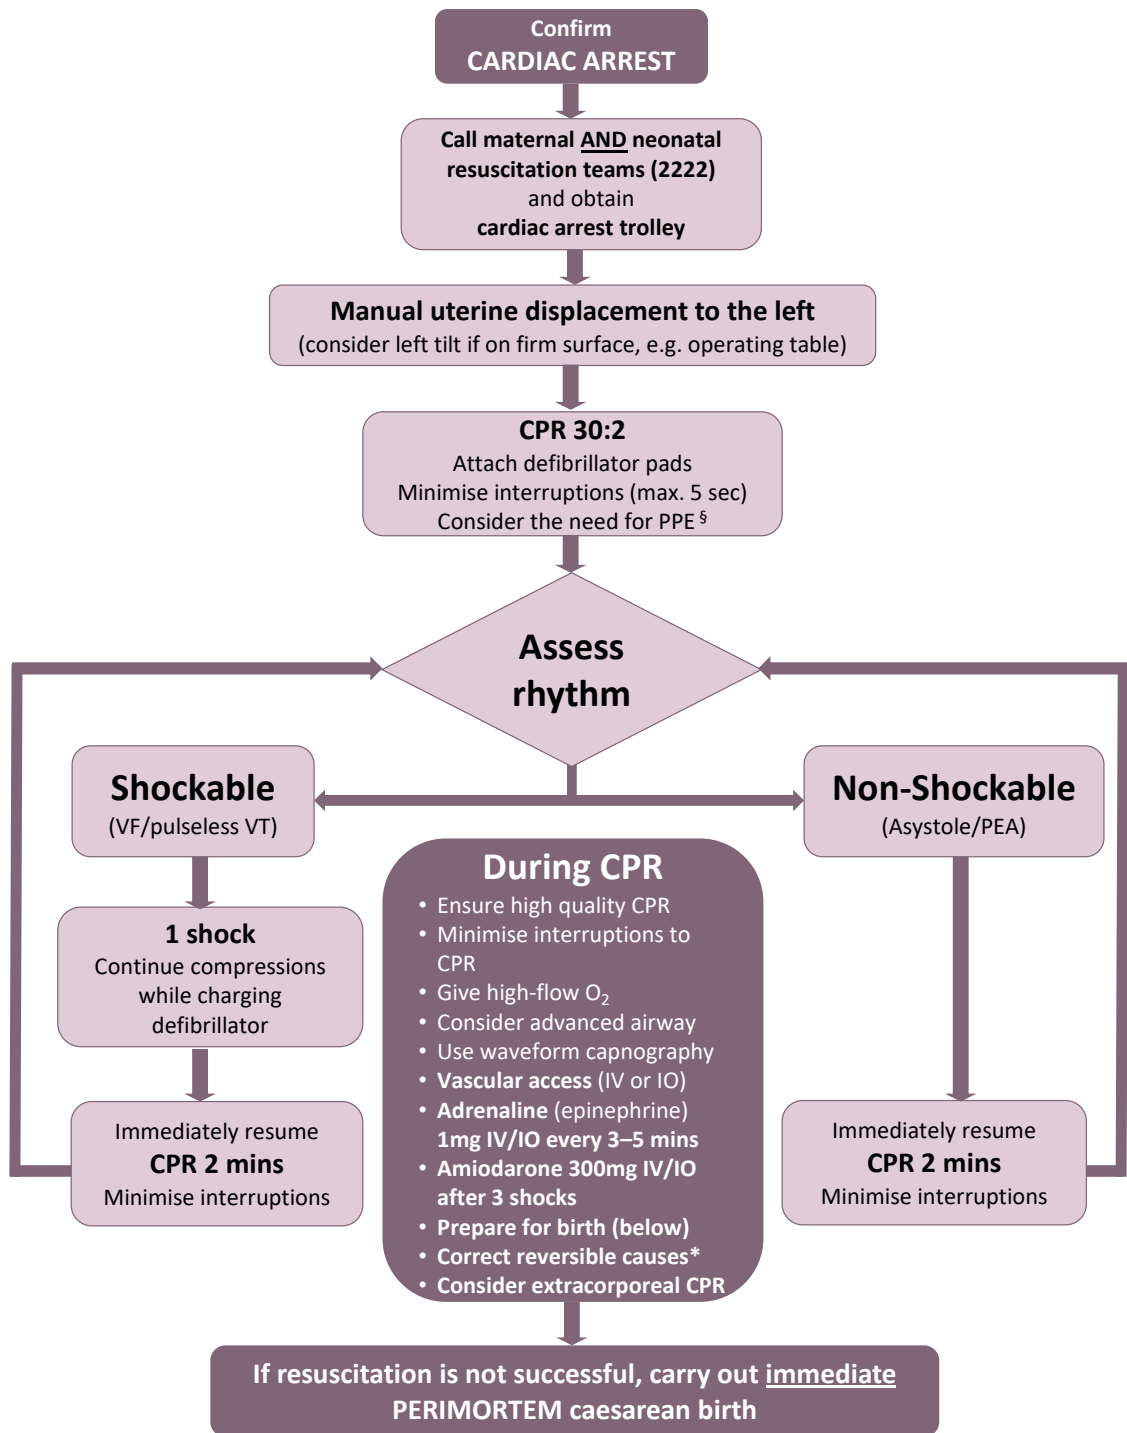 Confirm
CARDIAC ARREST
Call maternal AND neonatal
resuscitation teams (2222)
and obtain
cardiac arrest trolley
Manual uterine displacement to the left
(consider left tilt if on firm surface, e.g. operating table)
CPR 30:2
Attach defibrillator pads
Minimise interruptions (max. 5 sec)
Consider the need for PPE §
Assess
rhythm
Shockable
(VF/pulseless VT)
Non-Shockable
(Asystole/PEA)
1 shock
Continue compressions
while charging
defibrillator
Immediately resume
CPR 2 mins
Minimise interruptions
During CPR
• Ensure high quality CPR
• Minimise interruptions to
CPR
• Give high-flow O₂
• Consider advanced airway
• Use waveform capnography
• Vascular access (IV or IO)
• Adrenaline (epinephrine)
1mg IV/IO every 3–5 mins
• Amiodarone 300mg IV/IO
after 3 shocks
• Prepare for birth (below)
• Correct reversible causes*
• Consider extracorporeal CPR
Immediately resume
CPR 2 mins
Minimise interruptions
If resuscitation is not successful, carry out immediate
PERIMORTEM caesarean birth